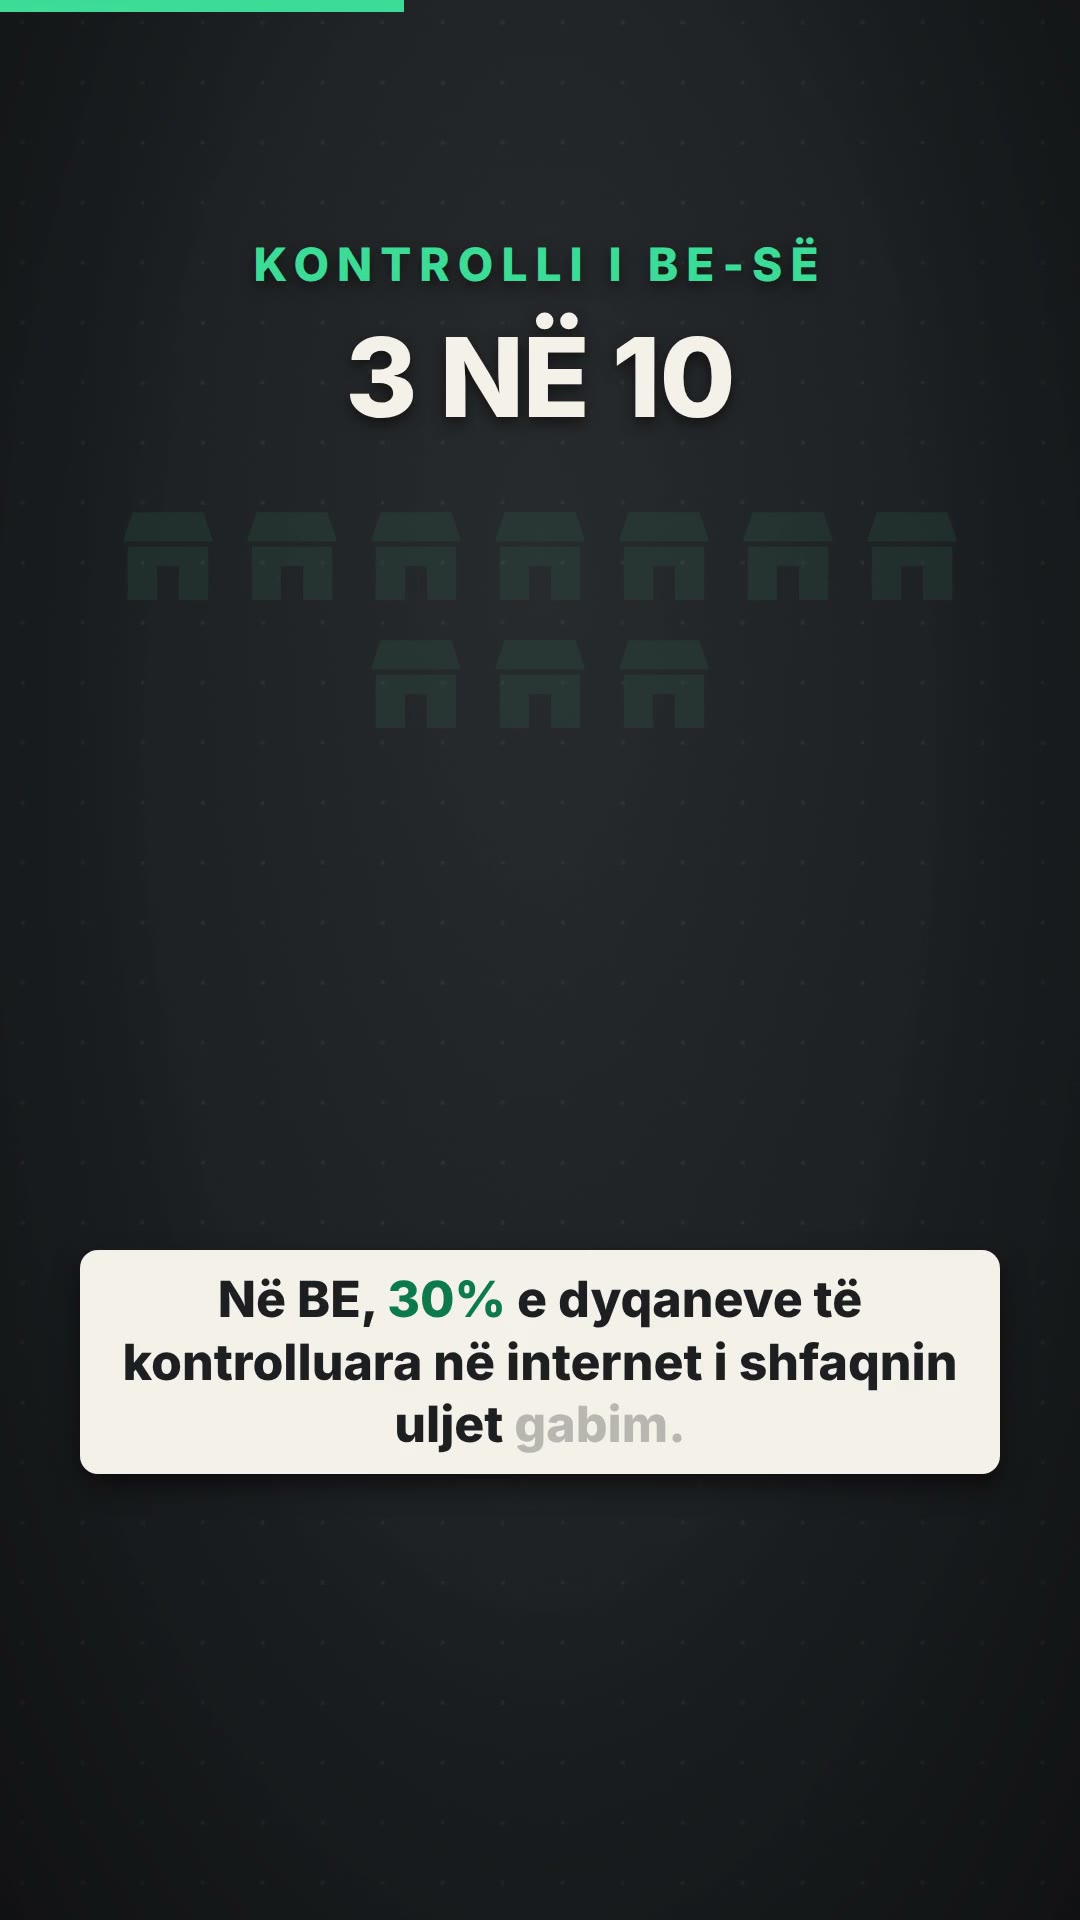 KONTROLLI I BE-SË
3 NË 10
Në BE, 30% e dyqaneve të
kontrolluara në internet i shfaqnin
uljet gabim.